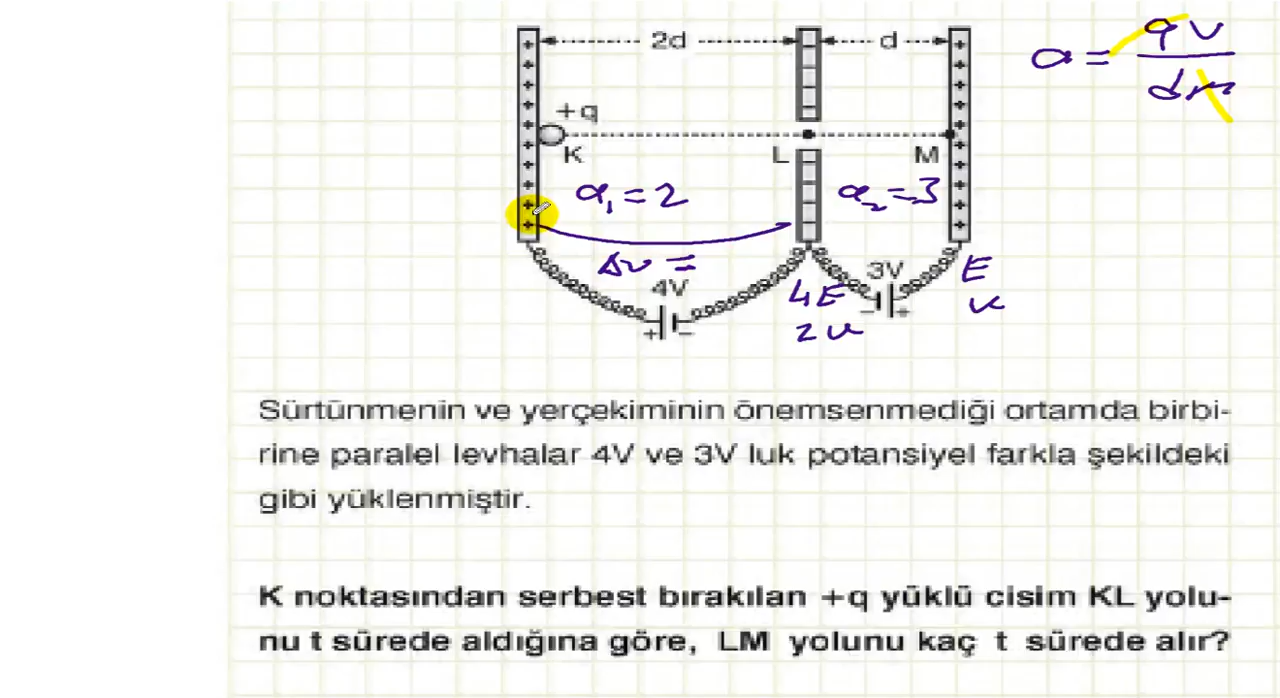 2d d
+q
K L M
a₁ = 2 a₂ = 3
Δv =
4V 3V
+ − − +
4E E
2v v
a = qV / dm
Sürtünmenin ve yerçekiminin önemsenmediği ortamda birbi-
rine paralel levhalar 4V ve 3V luk potansiyel farkla şekildeki
gibi yüklenmiştir.
K noktasından serbest bırakılan +q yüklü cisim KL yolu-
nu t sürede aldığına göre, LM yolunu kaç t sürede alır?